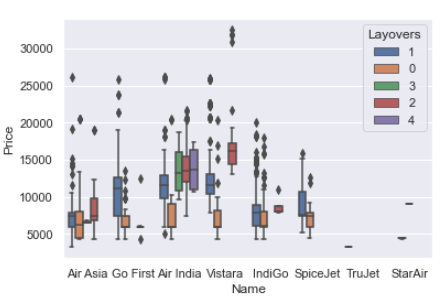 Layovers
1
0
3
2
4
30000
25000
20000
15000
10000
5000
Price
Air Asia Go First Air India Vistara IndiGo SpiceJet TruJet StarAir
Name